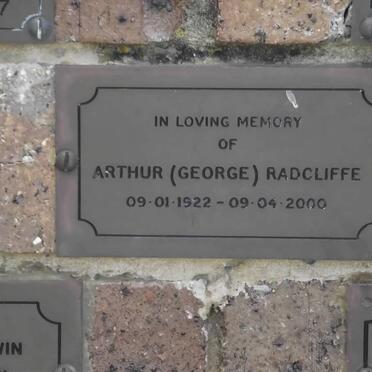 IN LOVING MEMORY
OF
ARTHUR (GEORGE) RADCLIFFE
09·01·1922 – 09·04·2000
WIN